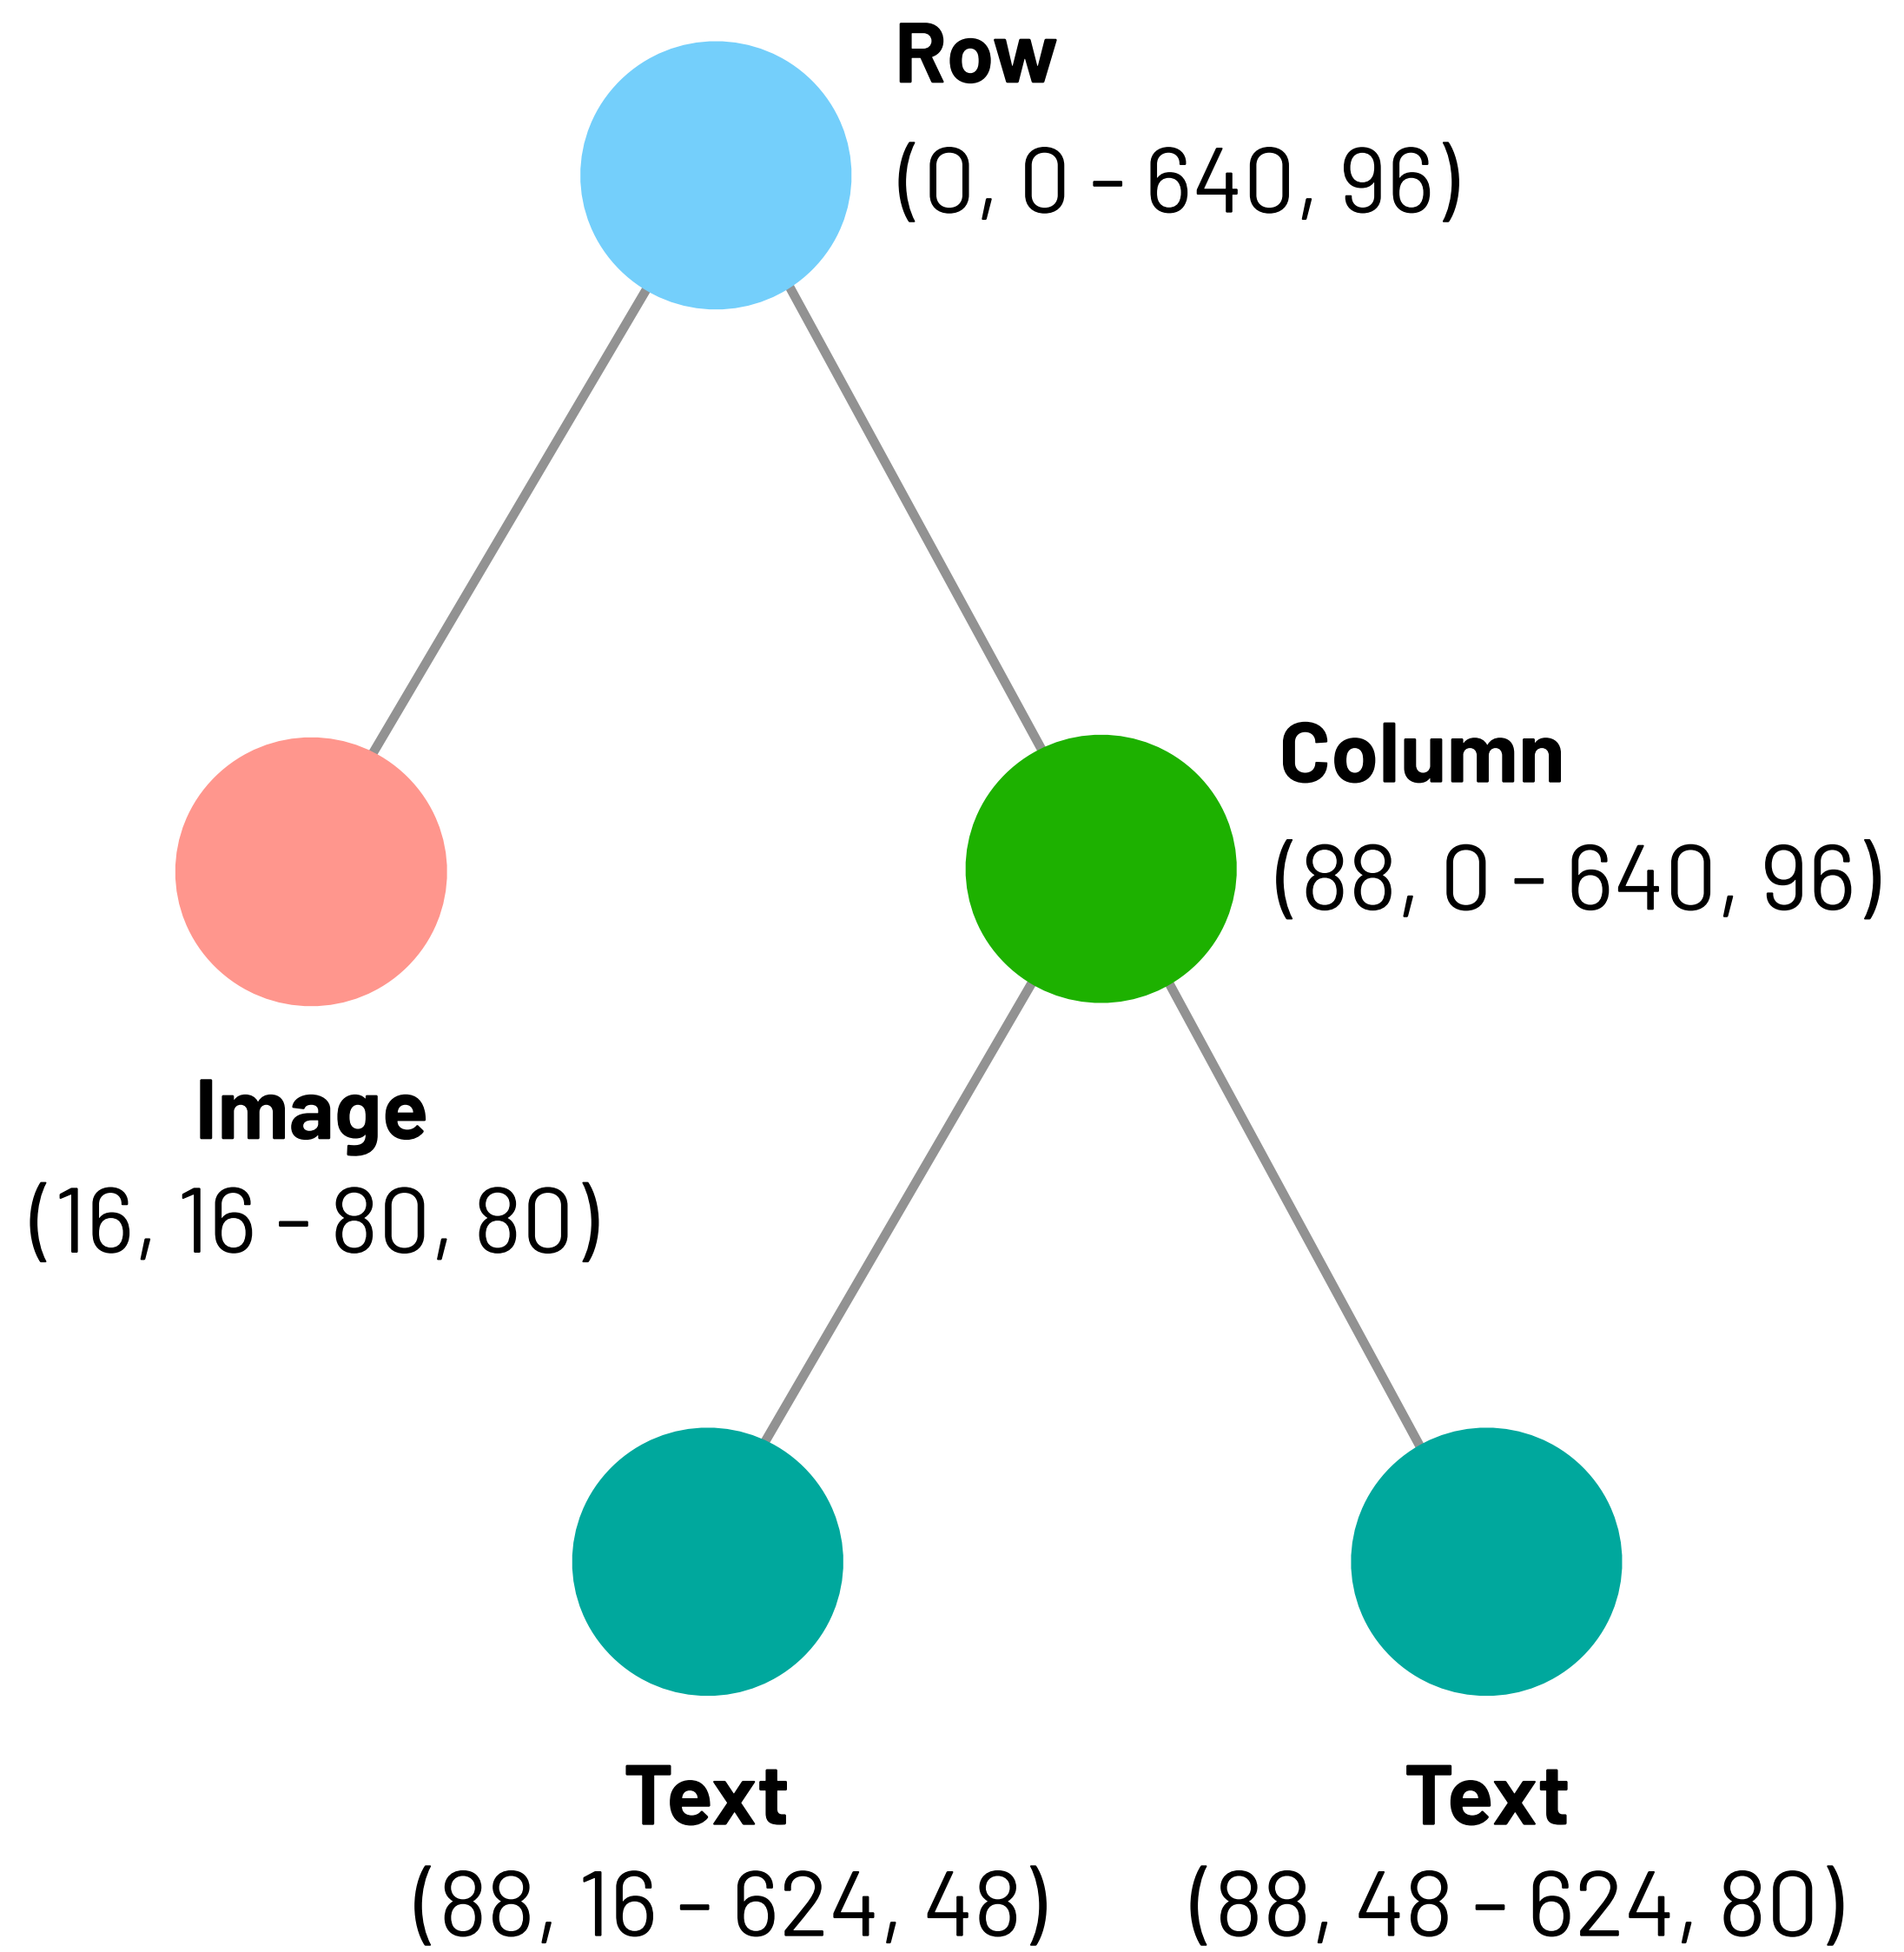 Row
(0, 0 – 640, 96)
Column
(88, 0 – 640, 96)
Image
(16, 16 – 80, 80)
Text
(88, 16 – 624, 48)
Text
(88, 48 – 624, 80)